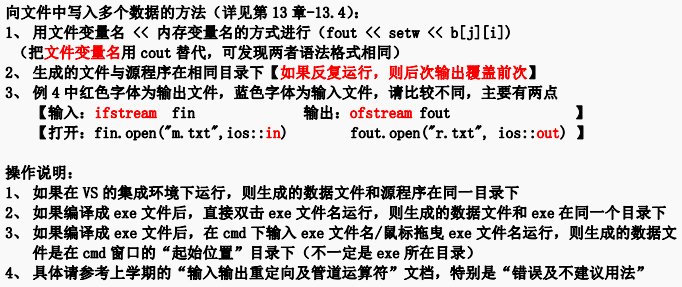 向文件中写入多个数据的方法（详见第 13 章-13.4）：
1、 用文件变量名 << 内存变量名的方式进行（fout << setw << b[j][i]）
（把文件变量名用 cout 替代，可发现两者语法格式相同）
2、 生成的文件与源程序在相同目录下【如果反复运行，则后次输出覆盖前次】
3、 例 4 中红色字体为输出文件，蓝色字体为输入文件，请比较不同，主要有两点
【输入：ifstream fin 输出：ofstream fout 】
【打开：fin.open("m.txt",ios::in) fout.open("r.txt", ios::out) 】
操作说明：
1、 如果在 VS 的集成环境下运行，则生成的数据文件和源程序在同一目录下
2、 如果编译成 exe 文件后，直接双击 exe 文件名运行，则生成的数据文件和 exe 在同一个目录下
3、 如果编译成 exe 文件后，在 cmd 下输入 exe 文件名/鼠标拖曳 exe 文件名运行，则生成的数据文
件是在 cmd 窗口的“起始位置”目录下（不一定是 exe 所在目录）
4、 具体请参考上学期的“输入输出重定向及管道运算符”文档，特别是“错误及不建议用法”